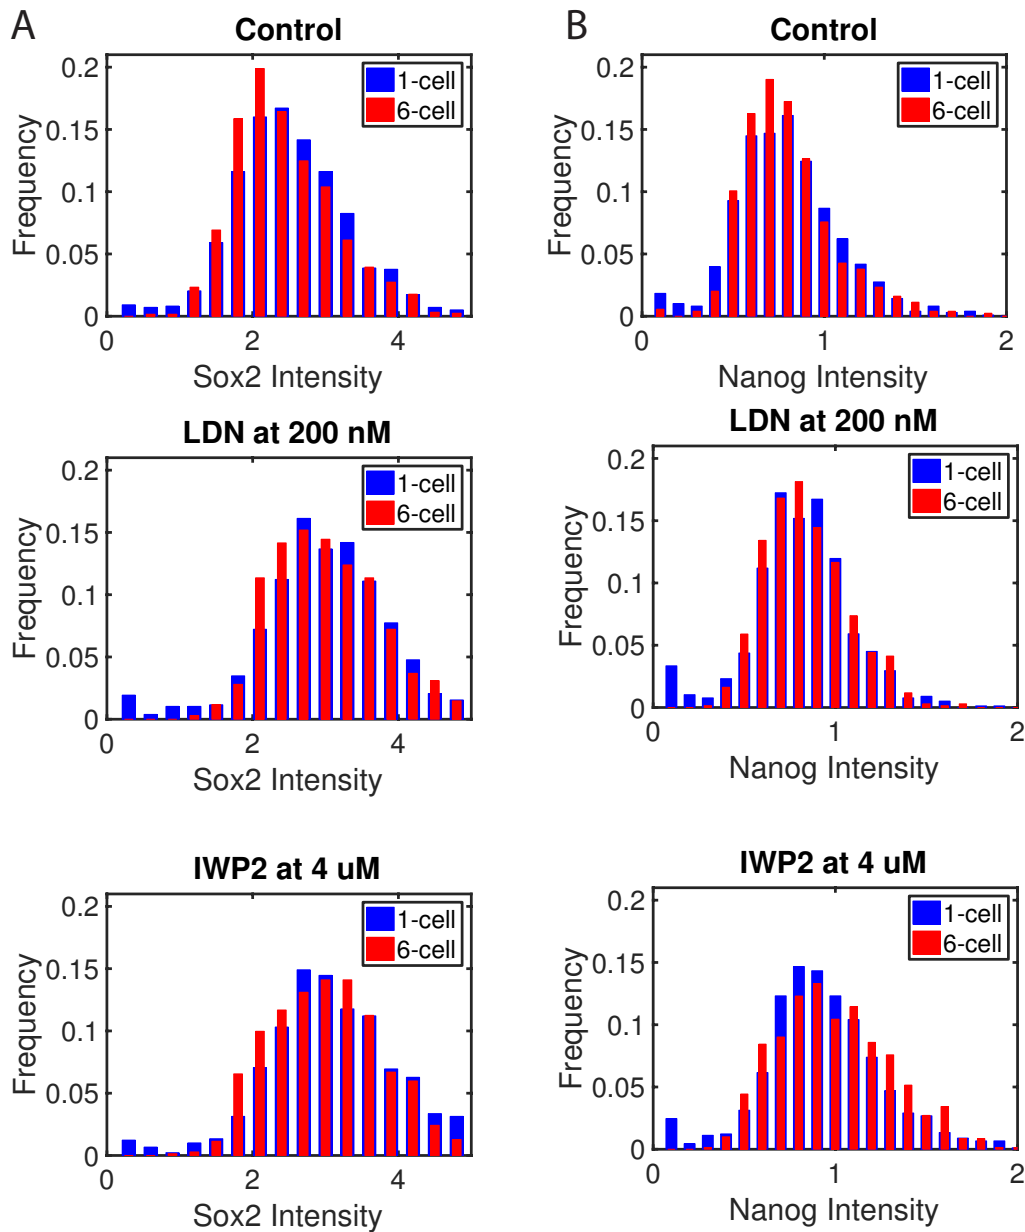 A
Control
0.2
0.15
0.1
0.05
0
Frequency
1-cell
6-cell
0
2
4
Sox2 Intensity
LDN at 200 nM
0.2
0.15
0.1
0.05
0
Frequency
1-cell
6-cell
0
2
4
Sox2 Intensity
IWP2 at 4 uM
0.2
0.15
0.1
0.05
0
Frequency
1-cell
6-cell
0
2
4
Sox2 Intensity
B
Control
0.2
0.15
0.1
0.05
0
Frequency
1-cell
6-cell
0
1
2
Nanog Intensity
LDN at 200 nM
0.2
0.15
0.1
0.05
0
Frequency
1-cell
6-cell
0
1
2
Nanog Intensity
IWP2 at 4 uM
0.2
0.15
0.1
0.05
0
Frequency
1-cell
6-cell
0
1
2
Nanog Intensity